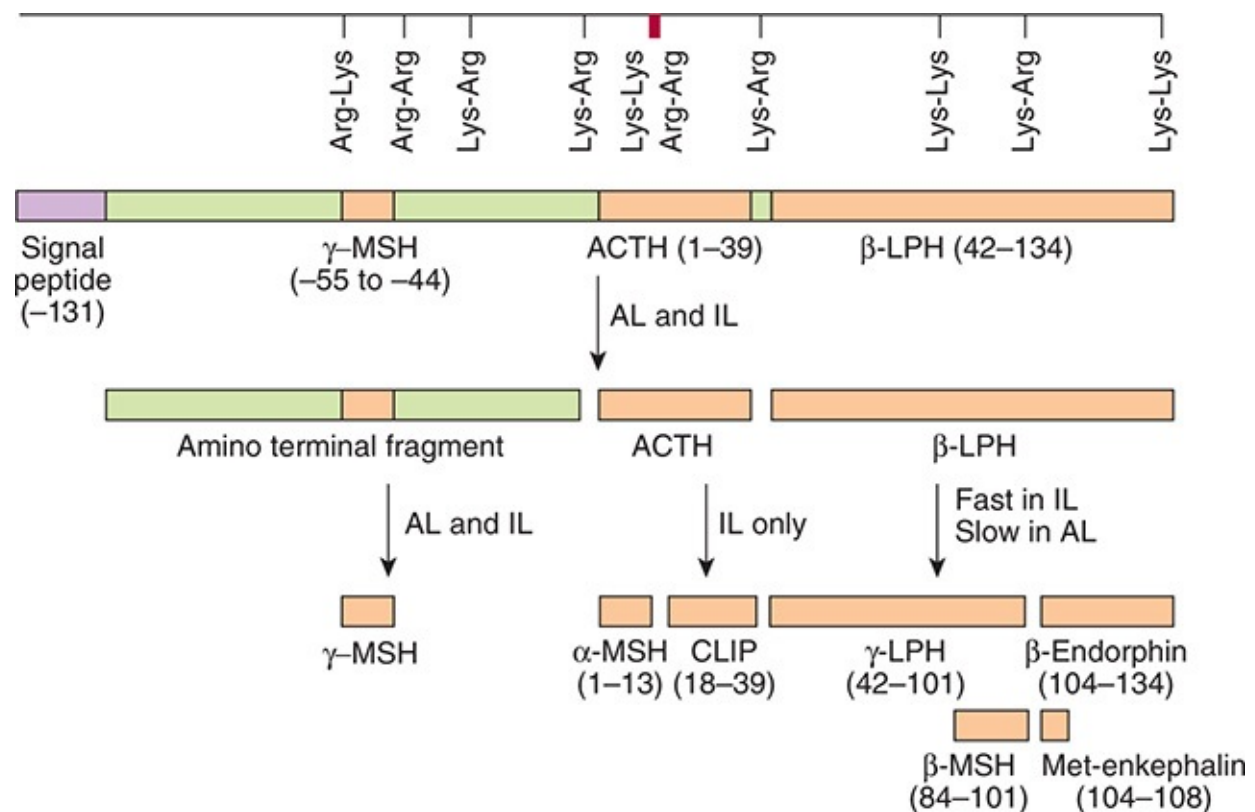 Arg-Lys
Arg-Arg
Lys-Arg
Lys-Arg
Lys-Lys
Arg-Arg
Lys-Arg
Lys-Lys
Lys-Arg
Lys-Lys
Signal
peptide
(–131)
γ–MSH
(–55 to –44)
ACTH (1–39)
β-LPH (42–134)
AL and IL
Amino terminal fragment
ACTH
β-LPH
AL and IL
IL only
Fast in IL
Slow in AL
γ–MSH
α-MSH
(1–13)
CLIP
(18–39)
γ-LPH
(42–101)
β-Endorphin
(104–134)
β-MSH
(84–101)
Met-enkephalin
(104–108)